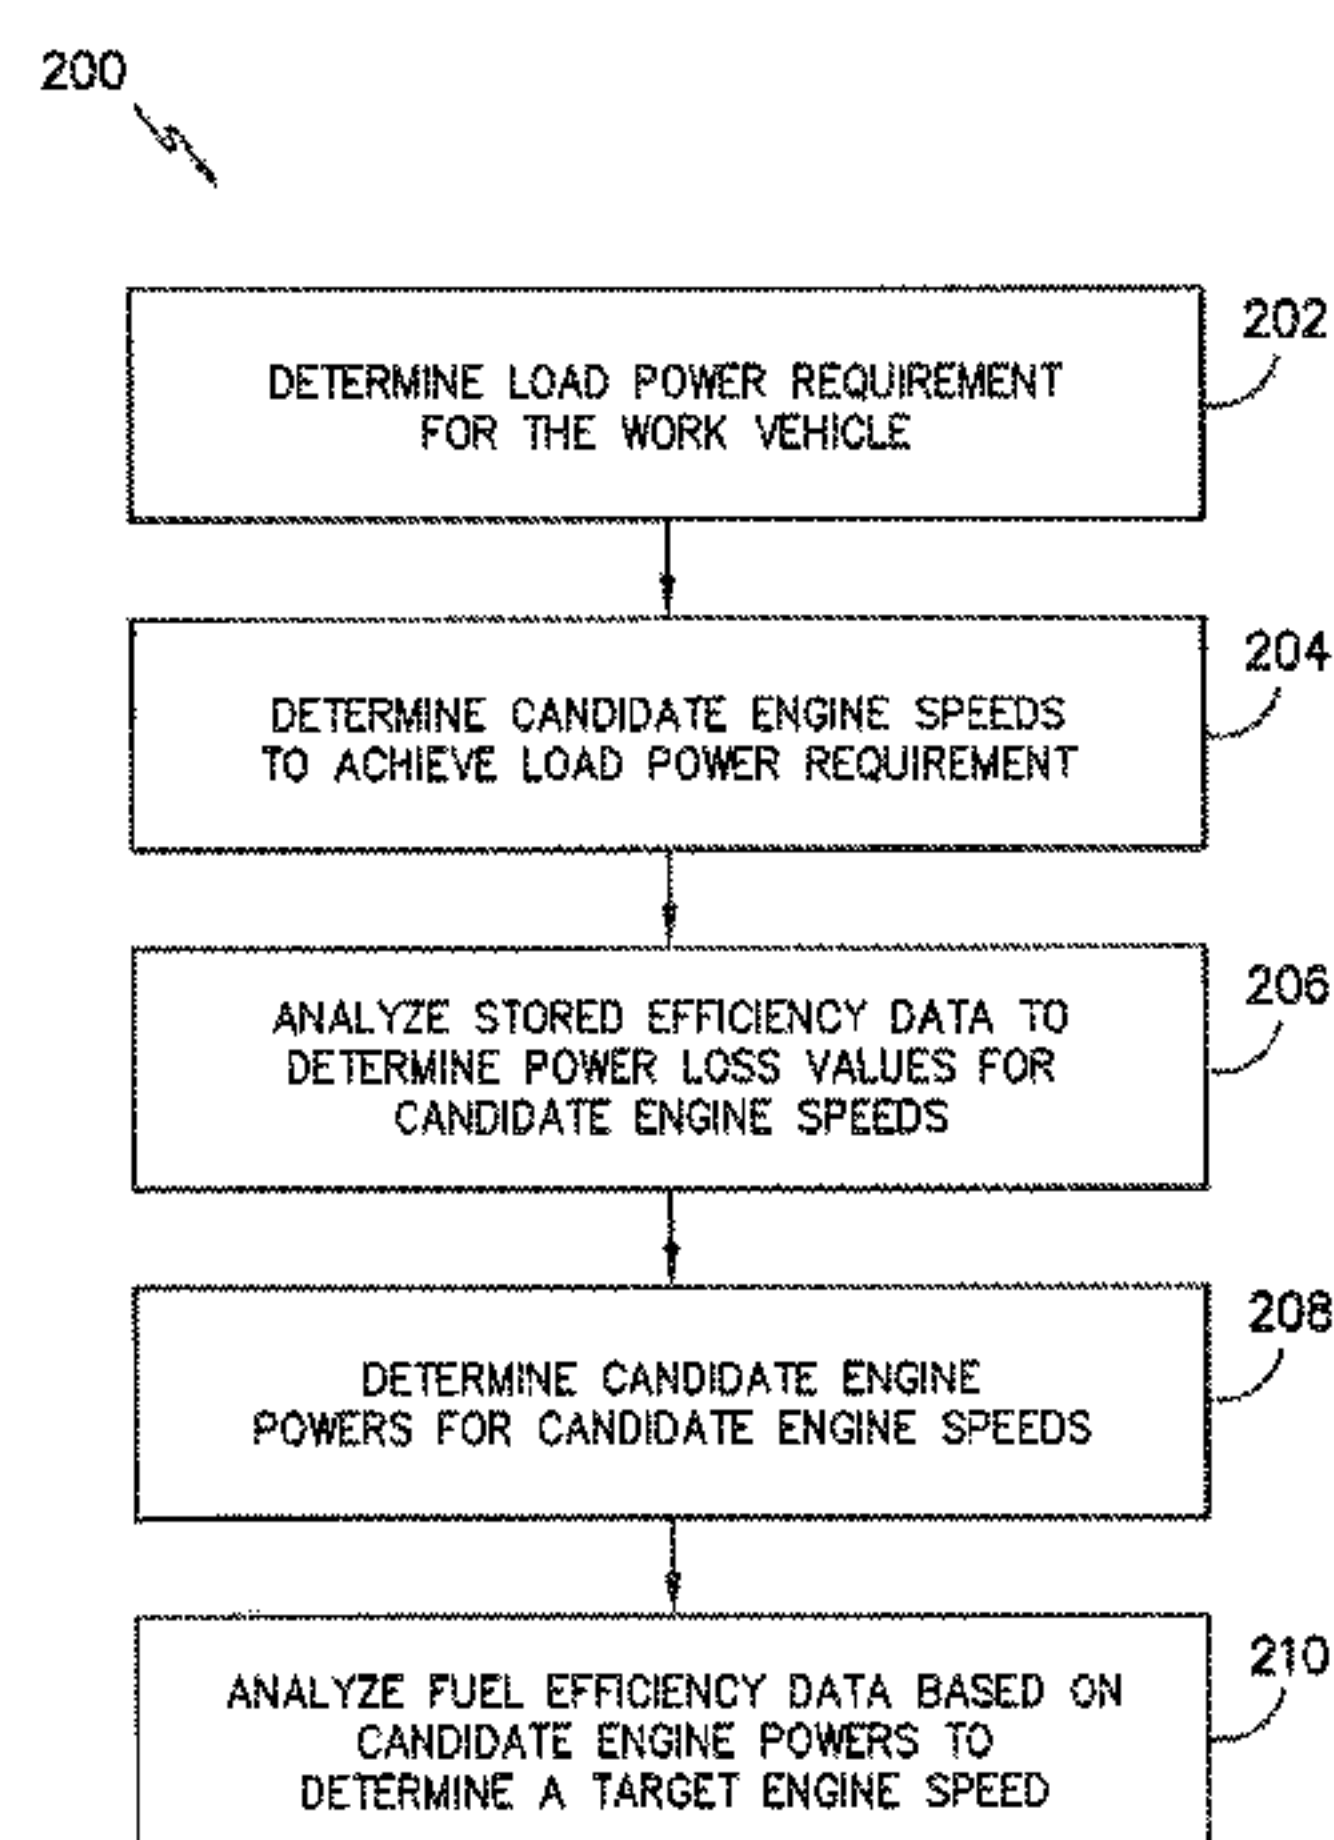 200
202
DETERMINE LOAD POWER REQUIREMENT
FOR THE WORK VEHICLE
204
DETERMINE CANDIDATE ENGINE SPEEDS
TO ACHIEVE LOAD POWER REQUIREMENT
206
ANALYZE STORED EFFICIENCY DATA TO
DETERMINE POWER LOSS VALUES FOR
CANDIDATE ENGINE SPEEDS
208
DETERMINE CANDIDATE ENGINE
POWERS FOR CANDIDATE ENGINE SPEEDS
210
ANALYZE FUEL EFFICIENCY DATA BASED ON
CANDIDATE ENGINE POWERS TO
DETERMINE A TARGET ENGINE SPEED